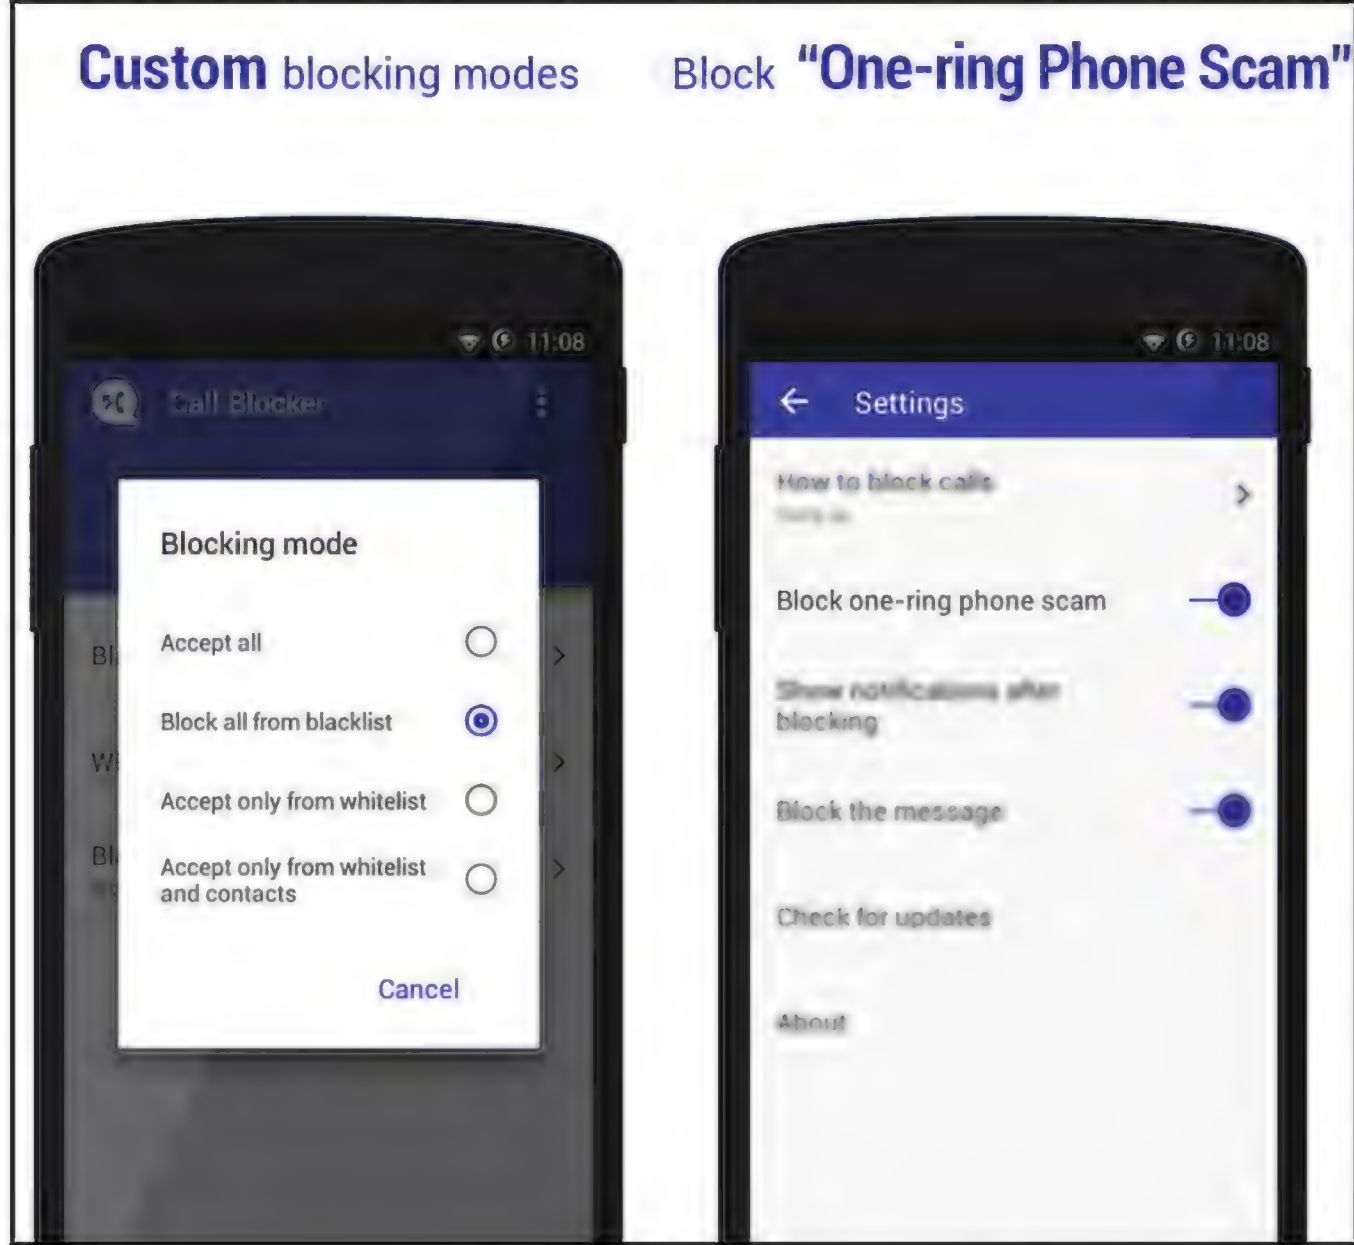 Custom blocking modes
Block "One-ring Phone Scam"
11:08
Call Blocker
Blocking mode
Accept all
Block all from blacklist
Accept only from whitelist
Accept only from whitelist
and contacts
Cancel
11:08
Settings
How to block calls
Block one-ring phone scam
Show notifications after
blocking
Block the message
Check for updates
About